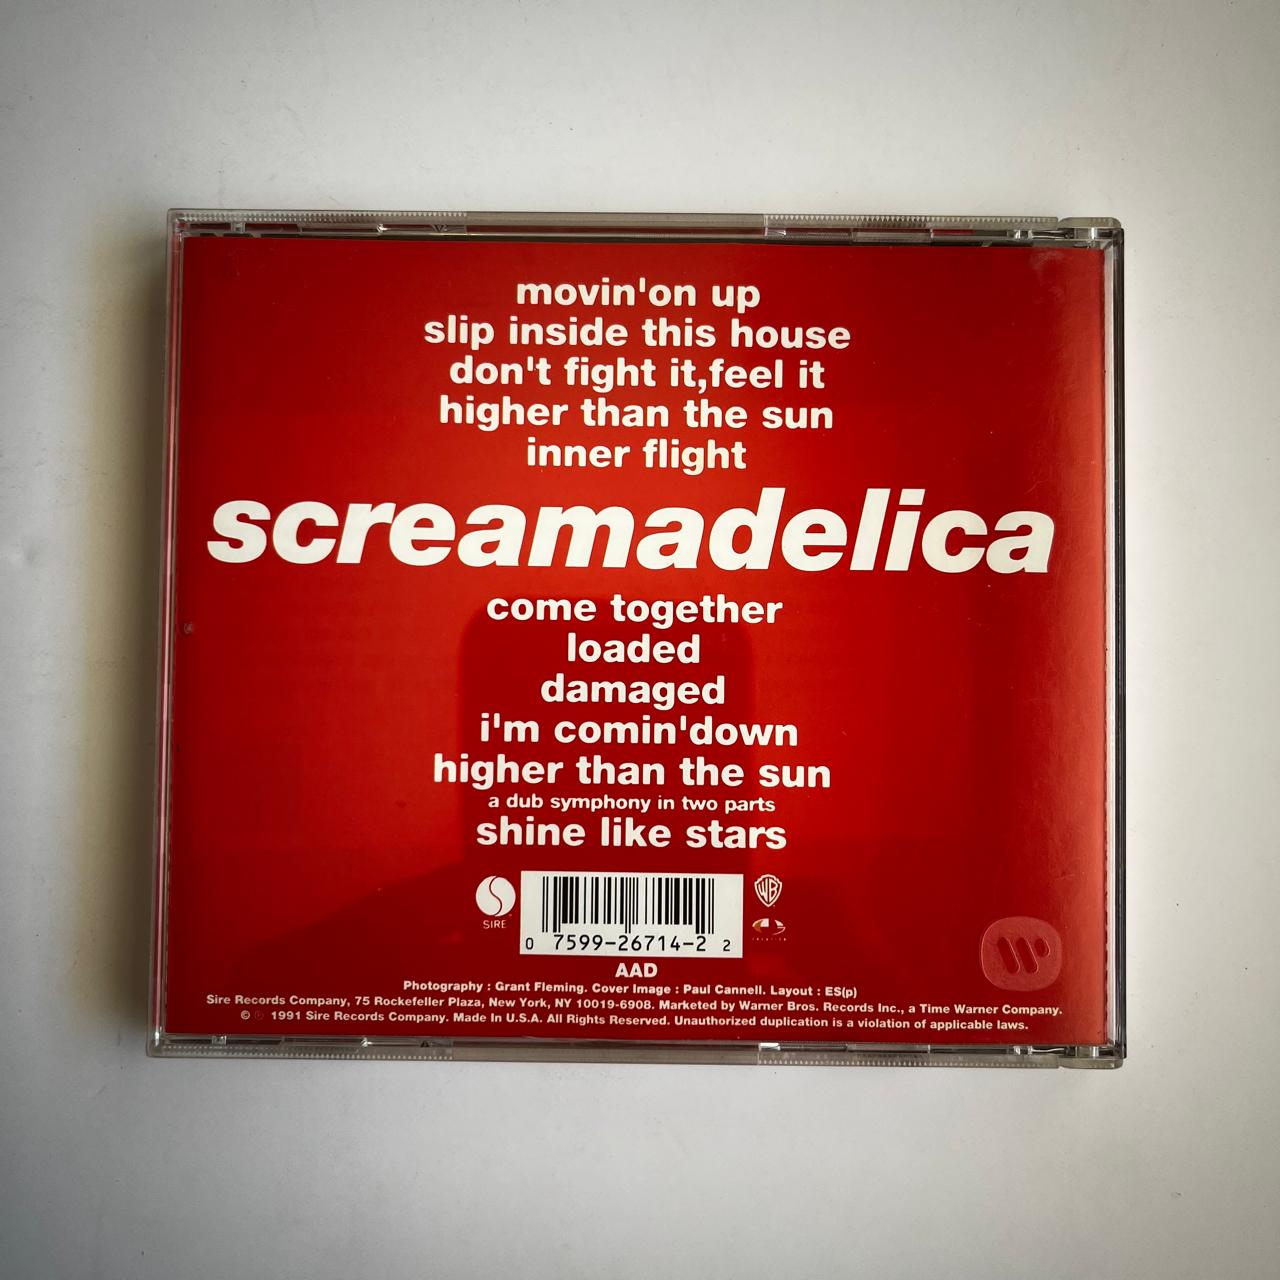 movin'on up
slip inside this house
don't fight it,feel it
higher than the sun
inner flight
screamadelica
come together
loaded
damaged
i'm comin'down
higher than the sun
a dub symphony in two parts
shine like stars
SIRE
WB
0 7599-26714-2 2
AAD
Photography : Grant Fleming. Cover Image : Paul Cannell. Layout : ES(p)
Sire Records Company, 75 Rockefeller Plaza, New York, NY 10019-6908. Marketed by Warner Bros. Records Inc., a Time Warner Company.
© ℗ 1991 Sire Records Company. Made In U.S.A. All Rights Reserved. Unauthorized duplication is a violation of applicable laws.